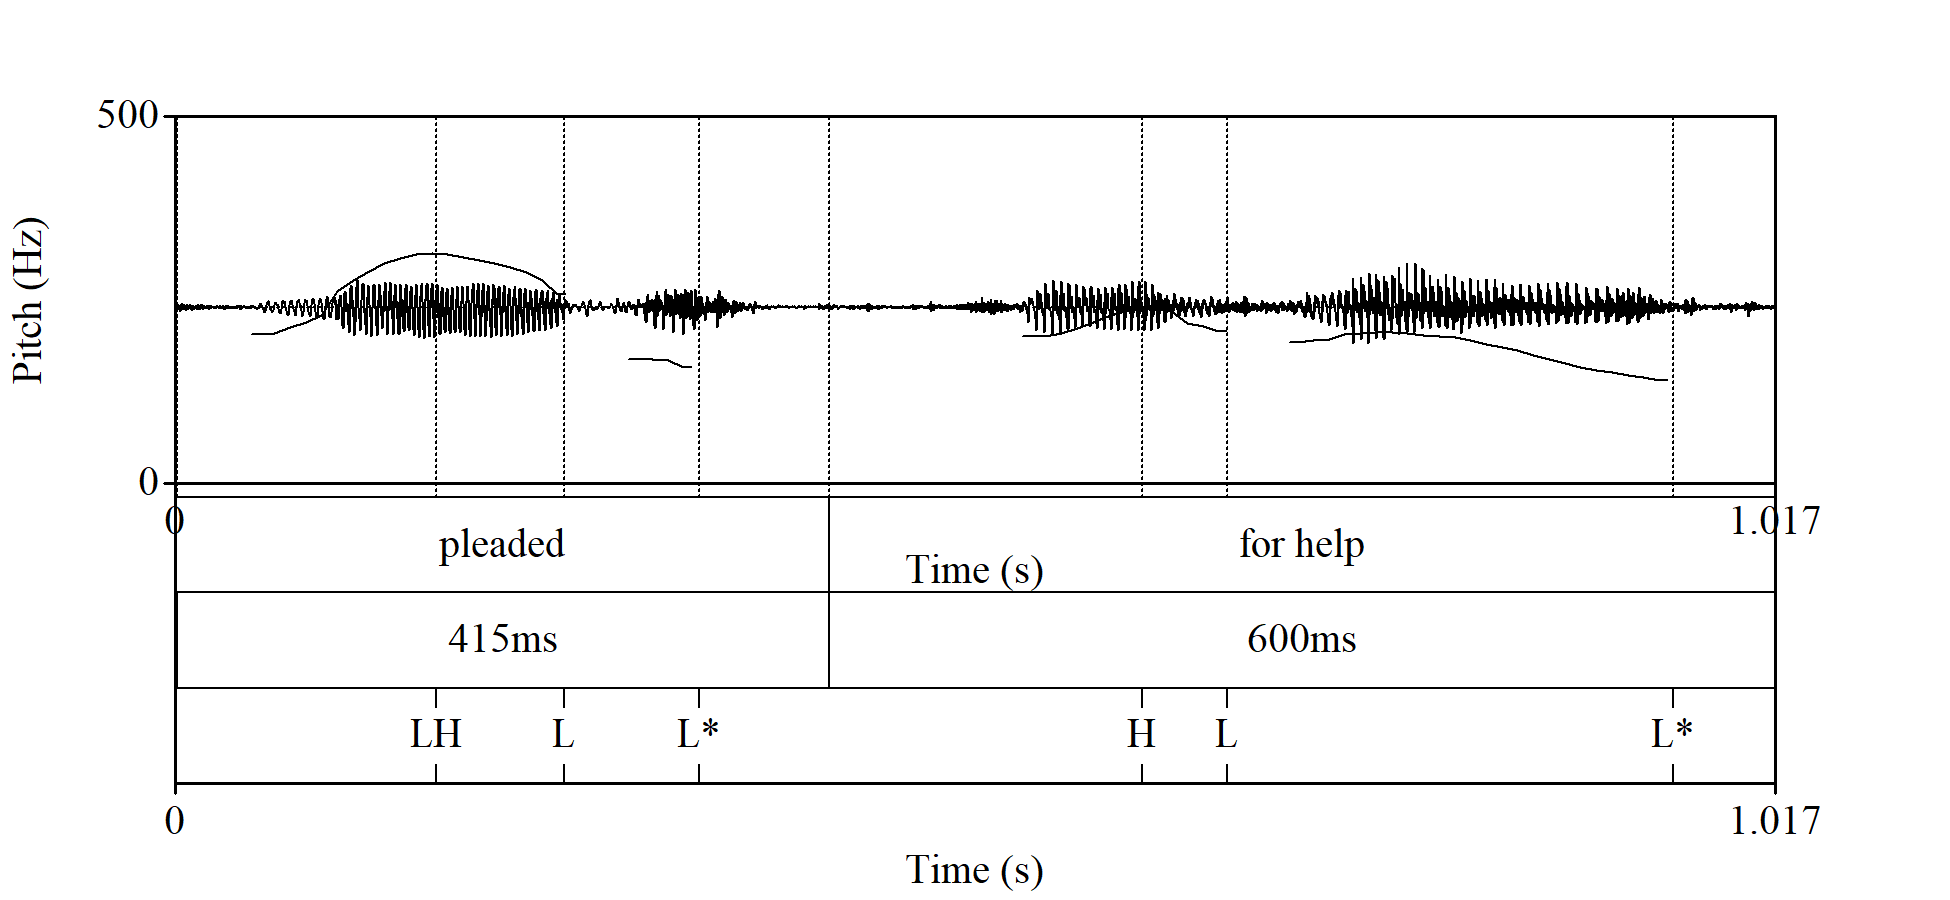 500
Pitch (Hz)
0
0 1.017
pleaded for help
Time (s)
415ms 600ms
LH L L* H L L*
0 1.017
Time (s)